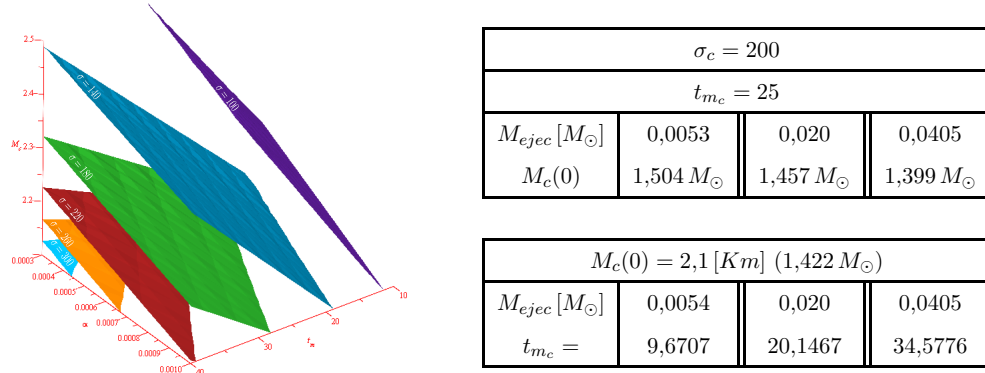 2.5
2.4
M_c
2.3
2.2
σ = 100
σ = 140
σ = 180
σ = 220
σ = 260
σ = 300
0.0003
0.0004
0.0005
0.0006
α
0.0007
0.0008
0.0009
0.0010
10
20
t_m
30
40
σ_c = 200
t_{m_c} = 25
M_{ejec} [M_⊙] 0,0053 0,020 0,0405
M_c(0) 1,504 M_⊙ 1,457 M_⊙ 1,399 M_⊙
M_c(0) = 2,1 [Km] (1,422 M_⊙)
M_{ejec} [M_⊙] 0,0054 0,020 0,0405
t_{m_c} = 9,6707 20,1467 34,5776